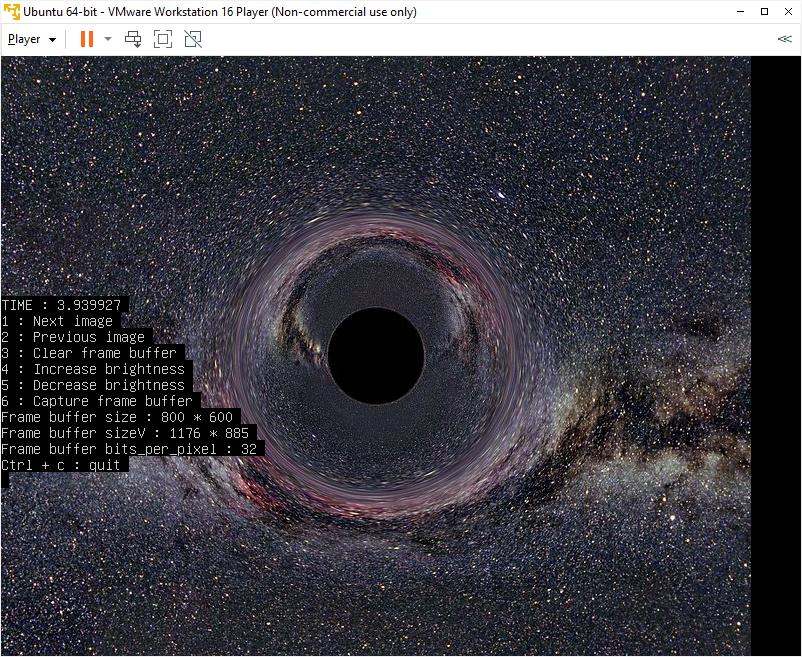 Ubuntu 64-bit - VMware Workstation 16 Player (Non-commercial use only)
Player
TIME : 3.939927
1 : Next image
2 : Previous image
3 : Clear frame buffer
4 : Increase brightness
5 : Decrease brightness
6 : Capture frame buffer
Frame buffer size : 800 * 600
Frame buffer sizeV : 1176 * 885
Frame buffer bits_per_pixel : 32
Ctrl + c : quit